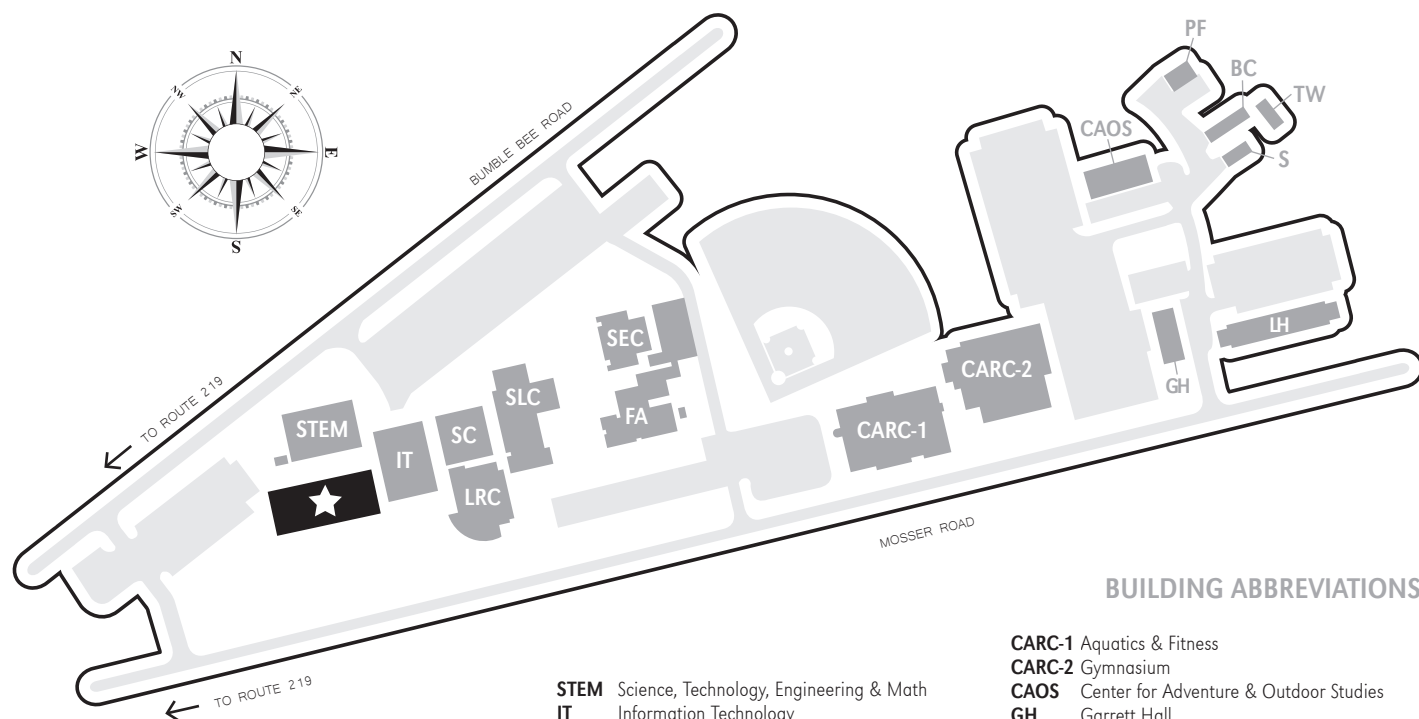 PF
BC
TW
N
NW
NE
CAOS
S
W
E
BUMBLE BEE ROAD
SW
SE
S
SEC
LH
CARC-2
GH
TO ROUTE 219
SLC
FA
STEM
SC
CARC-1
IT
LRC
MOSSER ROAD
TO ROUTE 219
BUILDING ABBREVIATIONS
STEM Science, Technology, Engineering & Math
IT Information Technology
CARC-1 Aquatics & Fitness
CARC-2 Gymnasium
CAOS Center for Adventure & Outdoor Studies
GH Garrett Hall